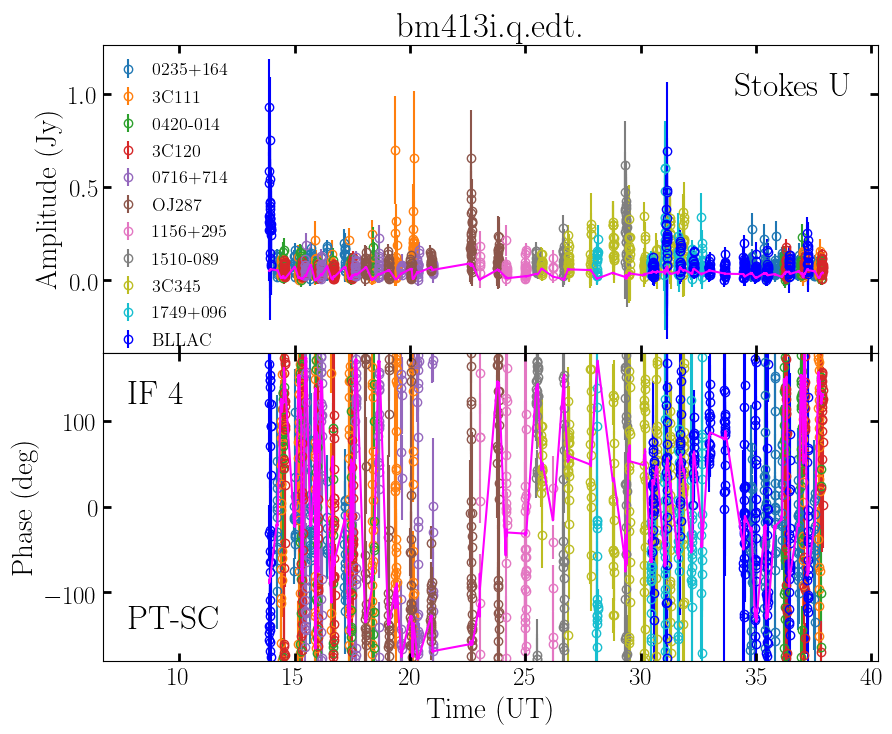 bm413i.q.edt.
Stokes U
Amplitude (Jy)
1.0
0.5
0.0
0235+164
3C111
0420-014
3C120
0716+714
OJ287
1156+295
1510-089
3C345
1749+096
BLLAC
IF 4
PT-SC
Phase (deg)
100
0
−100
10 15 20 25 30 35 40
Time (UT)